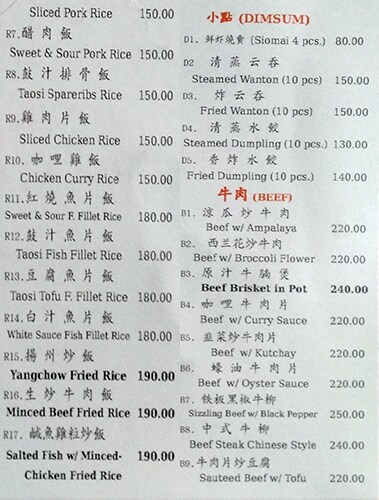 Sliced Pork Rice 150.00
R7.醋 肉 飯
Sweet & Sour Pork Rice 150.00
R8.豉 汁 排 骨 飯
Taosi Spareribs Rice 150.00
R9.雞 肉 片 飯
Sliced Chicken Rice 150.00
R10. 咖 哩 雞 飯
Chicken Curry Rice 150.00
R11.紅 燒 魚 片 飯
Sweet & Sour F. Fillet Rice 180.00
R12.豉 汁 魚 片 飯
Taosi Fish Fillet Rice 180.00
R13.豆 腐 魚 片 飯
Taosi Tofu F. Fillet Rice 180.00
R14.白 汁 魚 片 飯
White Sauce Fish Fillet Rice 180.00
R15. 揚 州 炒 飯
Yangchow Fried Rice 190.00
R16.生 炒 牛 肉 飯
Minced Beef Fried Rice 190.00
R17. 鹹魚雞粒炒飯
Salted Fish w/ Minced- 190.00
Chicken Fried Rice
小點 (DIMSUM)
D1. 鮮蝦燒賣 (Siomai 4 pcs.) 80.00
D2 清 蒸 云 吞
Steamed Wanton (10 pcs) 150.00
D3. 炸 云 吞
Fried Wanton (10 pcs) 150.00
D4. 清 蒸 水 餃
Steamed Dumpling (10 pcs.) 130.00
D5. 香 炸 水 餃
Fried Dumpling (10 pcs.) 140.00
牛肉 (BEEF)
B1. 涼 瓜 炒 牛 肉
Beef w/ Ampalaya 220.00
B2. 西兰花炒牛肉
Beef w/ Broccoli Flower 220.00
B3. 原 汁 牛 腩 煲
Beef Brisket in Pot 240.00
B4. 咖 哩 牛 肉 片
Beef w/ Curry Sauce 220.00
B5. 韭菜炒牛肉片
Beef w/ Kutchay 220.00
B6. 蠔 油 牛 肉 片
Beef w/ Oyster Sauce 220.00
B7. 鉄板黑椒牛柳
Sizzling Beef w/ Black Pepper 250.00
B8. 中 式 牛 柳
Beef Steak Chinese Style 240.00
B9.牛肉片炒豆腐
Sauteed Beef w/ Tofu 220.00